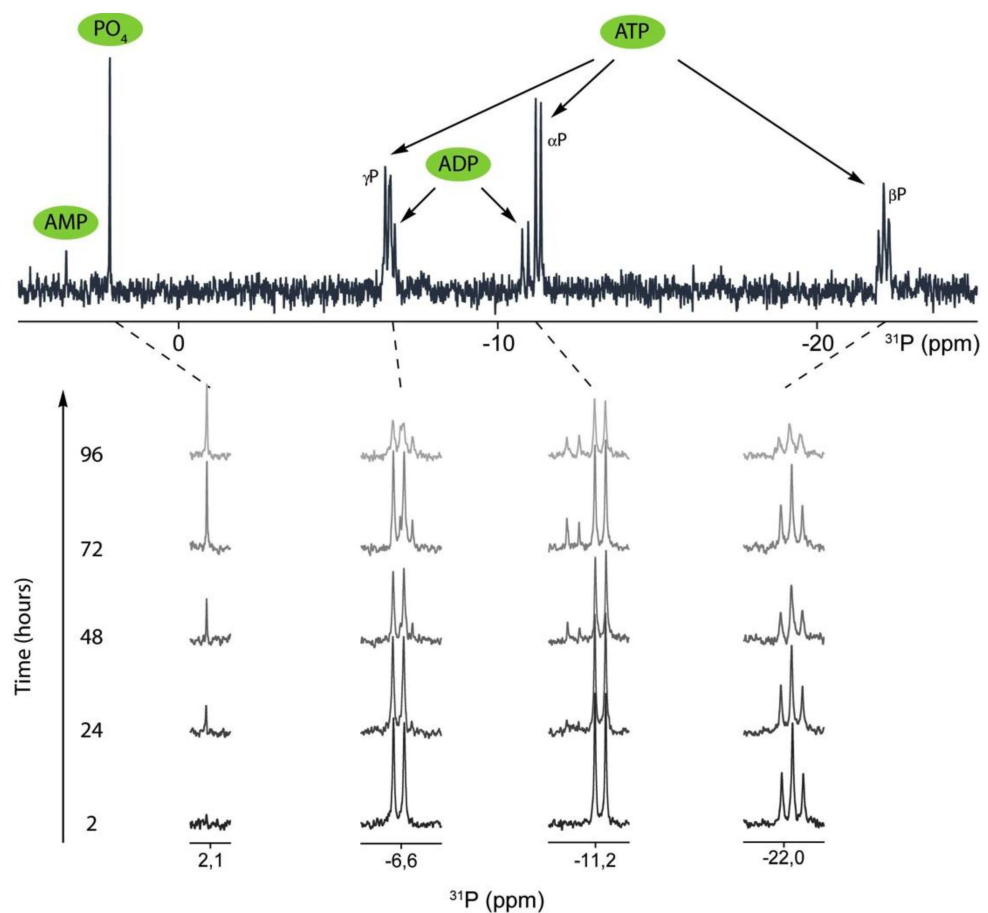 PO₄
ATP
αP
γP
ADP
βP
AMP
0
-10
-20
³¹P (ppm)
Time (hours)
96
72
48
24
2
2,1
-6,6
-11,2
-22,0
³¹P (ppm)